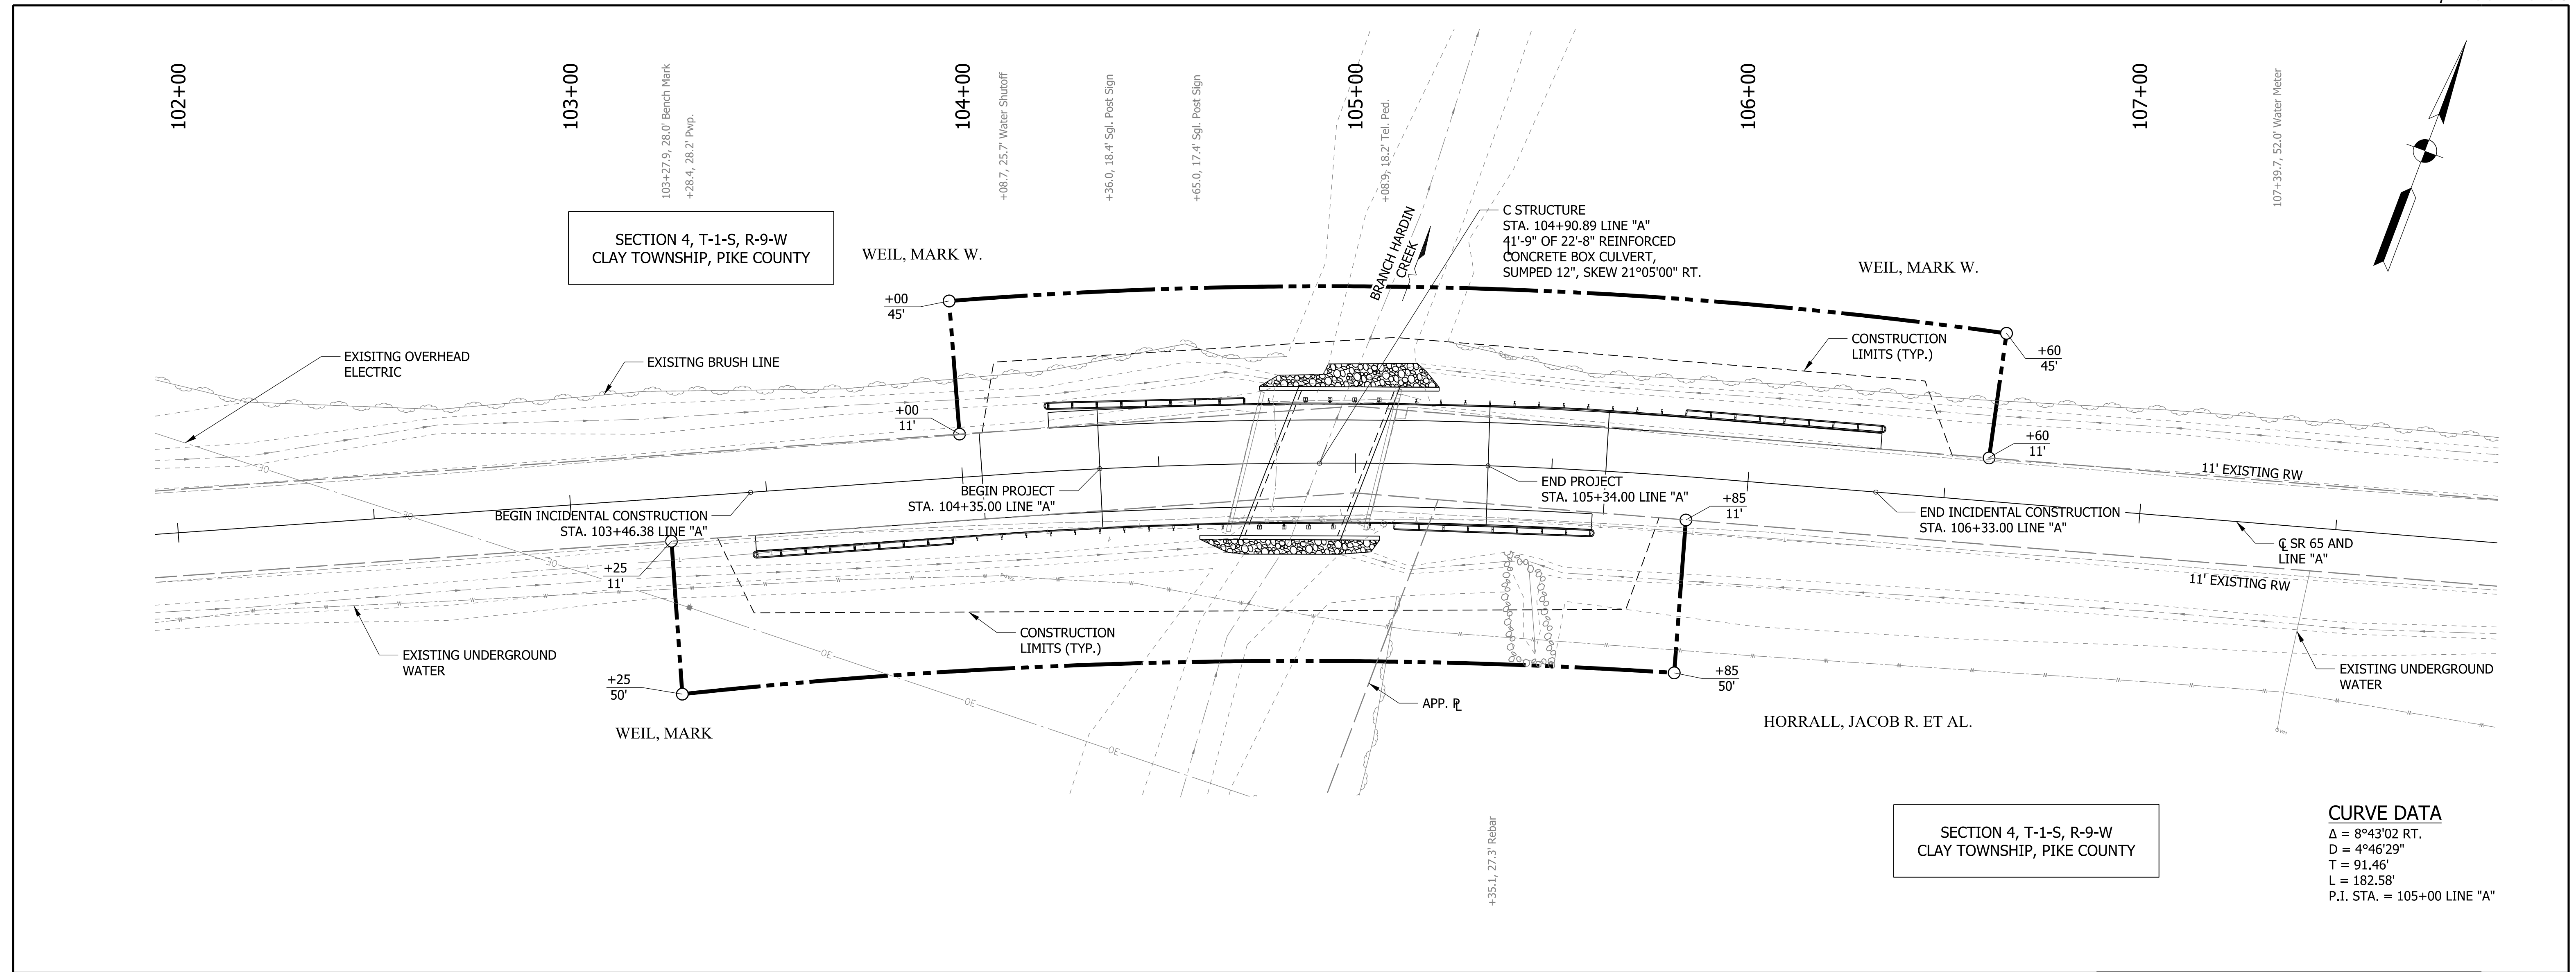 102+00
103+00
104+00
105+00
106+00
107+00
103+27.9, 28.0' Bench Mark
+28.4, 28.2' Pwp.
+08.7, 25.7' Water Shutoff
+36.0, 18.4' Sgl. Post Sign
+65.0, 17.4' Sgl. Post Sign
+08.9, 18.2' Tel. Ped.
107+39.7, 52.0' Water Meter
SECTION 4, T-1-S, R-9-W
CLAY TOWNSHIP, PIKE COUNTY
WEIL, MARK W.
BRANCH HARDIN
CREEK
C STRUCTURE
STA. 104+90.89 LINE "A"
41'-9" OF 22'-8" REINFORCED
CONCRETE BOX CULVERT,
SUMPED 12", SKEW 21°05'00" RT.
WEIL, MARK W.
+00
45'
+60
45'
EXISITNG OVERHEAD
ELECTRIC
EXISITNG BRUSH LINE
CONSTRUCTION
LIMITS (TYP.)
+00
11'
+60
11'
11' EXISTING RW
BEGIN PROJECT
STA. 104+35.00 LINE "A"
END PROJECT
STA. 105+34.00 LINE "A"
BEGIN INCIDENTAL CONSTRUCTION
STA. 103+46.38 LINE "A"
+85
11'
END INCIDENTAL CONSTRUCTION
STA. 106+33.00 LINE "A"
℄ SR 65 AND
LINE "A"
+25
11'
11' EXISTING RW
OE
OE
OE
OE
OE
OE
CONSTRUCTION
LIMITS (TYP.)
EXISTING UNDERGROUND
WATER
EXISTING UNDERGROUND
WATER
+25
50'
+85
50'
APP. PL
WEIL, MARK
HORRALL, JACOB R. ET AL.
+35.1, 27.3' Rebar
SECTION 4, T-1-S, R-9-W
CLAY TOWNSHIP, PIKE COUNTY
CURVE DATA
Δ = 8°43'02 RT.
D = 4°46'29"
T = 91.46'
L = 182.58'
P.I. STA. = 105+00 LINE "A"